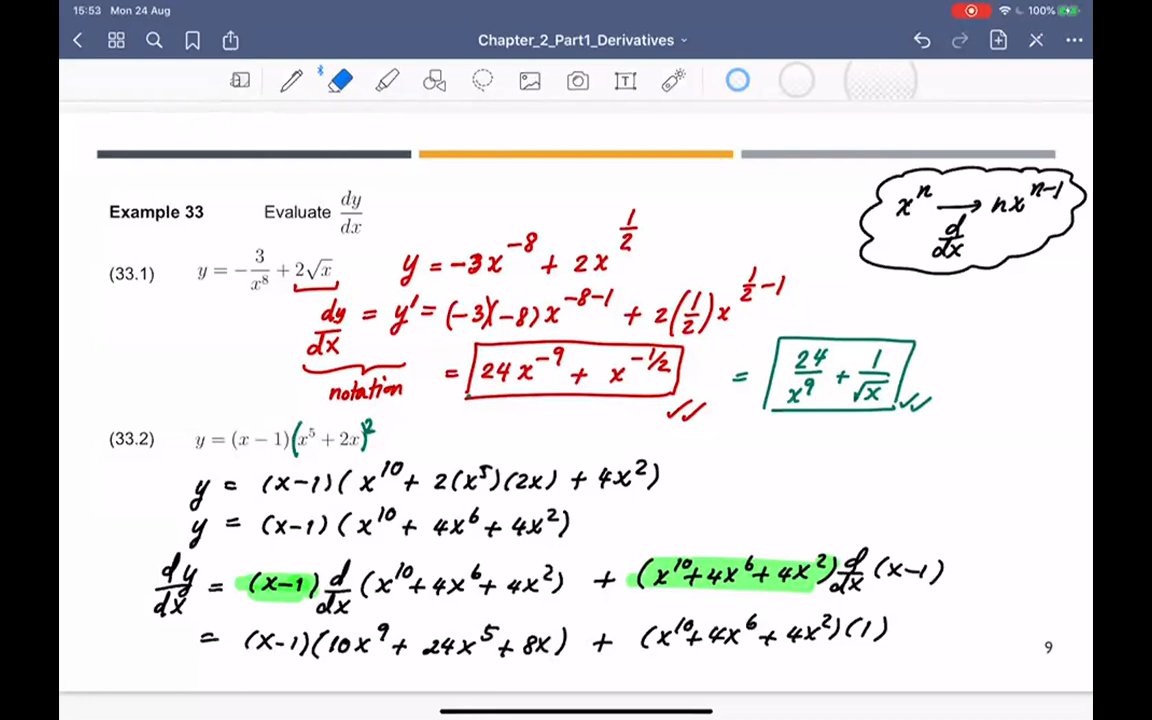 15:53 Mon 24 Aug
100%
Chapter_2_Part1_Derivatives
T
x^n → nx^(n-1)
d/dx
Example 33 Evaluate dy/dx
(33.1) y = -3/x^8 + 2√x
y = -3x^(-8) + 2x^(1/2)
dy/dx = y' = (-3)(-8)x^(-8-1) + 2(1/2)x^(1/2-1)
notation
= 24x^(-9) + x^(-1/2) = 24/x^9 + 1/√x
(33.2) y = (x - 1)(x^5 + 2x)^2
y = (x-1)(x^10 + 2(x^5)(2x) + 4x^2)
y = (x-1)(x^10 + 4x^6 + 4x^2)
dy/dx = (x-1) d/dx (x^10 + 4x^6 + 4x^2) + (x^10 + 4x^6 + 4x^2) d/dx (x-1)
= (x-1)(10x^9 + 24x^5 + 8x) + (x^10 + 4x^6 + 4x^2)(1)
9